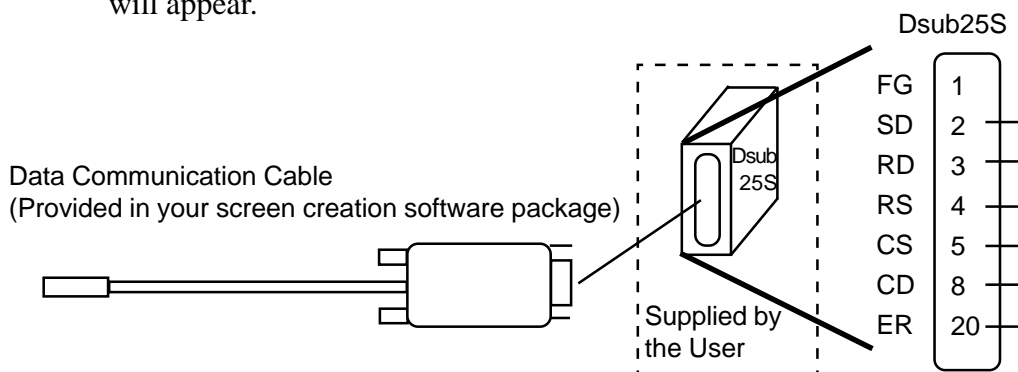 will appear.
Dsub25S
FG 1
SD 2
RD 3
RS 4
CS 5
CD 8
ER 20
Dsub
25S
Data Communication Cable
(Provided in your screen creation software package)
Supplied by
the User